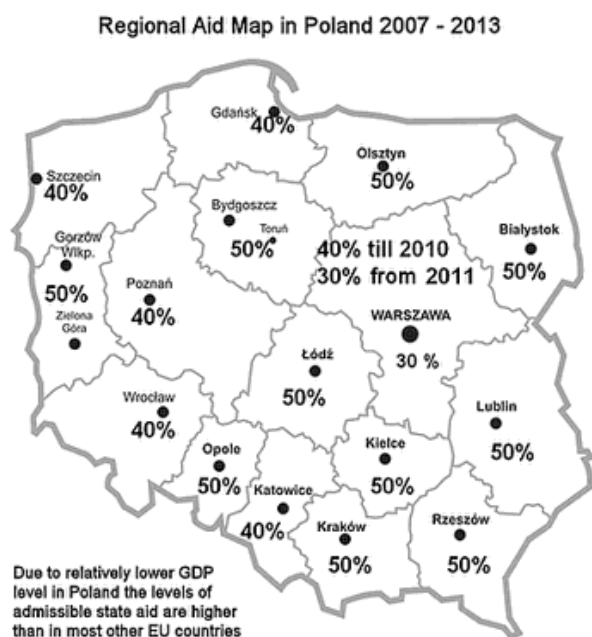 Regional Aid Map in Poland 2007 - 2013
Gdańsk
40%
Olsztyn
50%
Szczecin
40%
Bydgoszcz
Toruń
50%
Białystok
50%
Gorzów
Wlkp.
50%
Zielona
Góra
40% till 2010
30% from 2011
Poznań
40%
WARSZAWA
30 %
Łódź
50%
Wrocław
40%
Lublin
50%
Opole
50%
Kielce
50%
Katowice
40%
Kraków
50%
Rzeszów
50%
Due to relatively lower GDP
level in Poland the levels of
admissible state aid are higher
than in most other EU countries